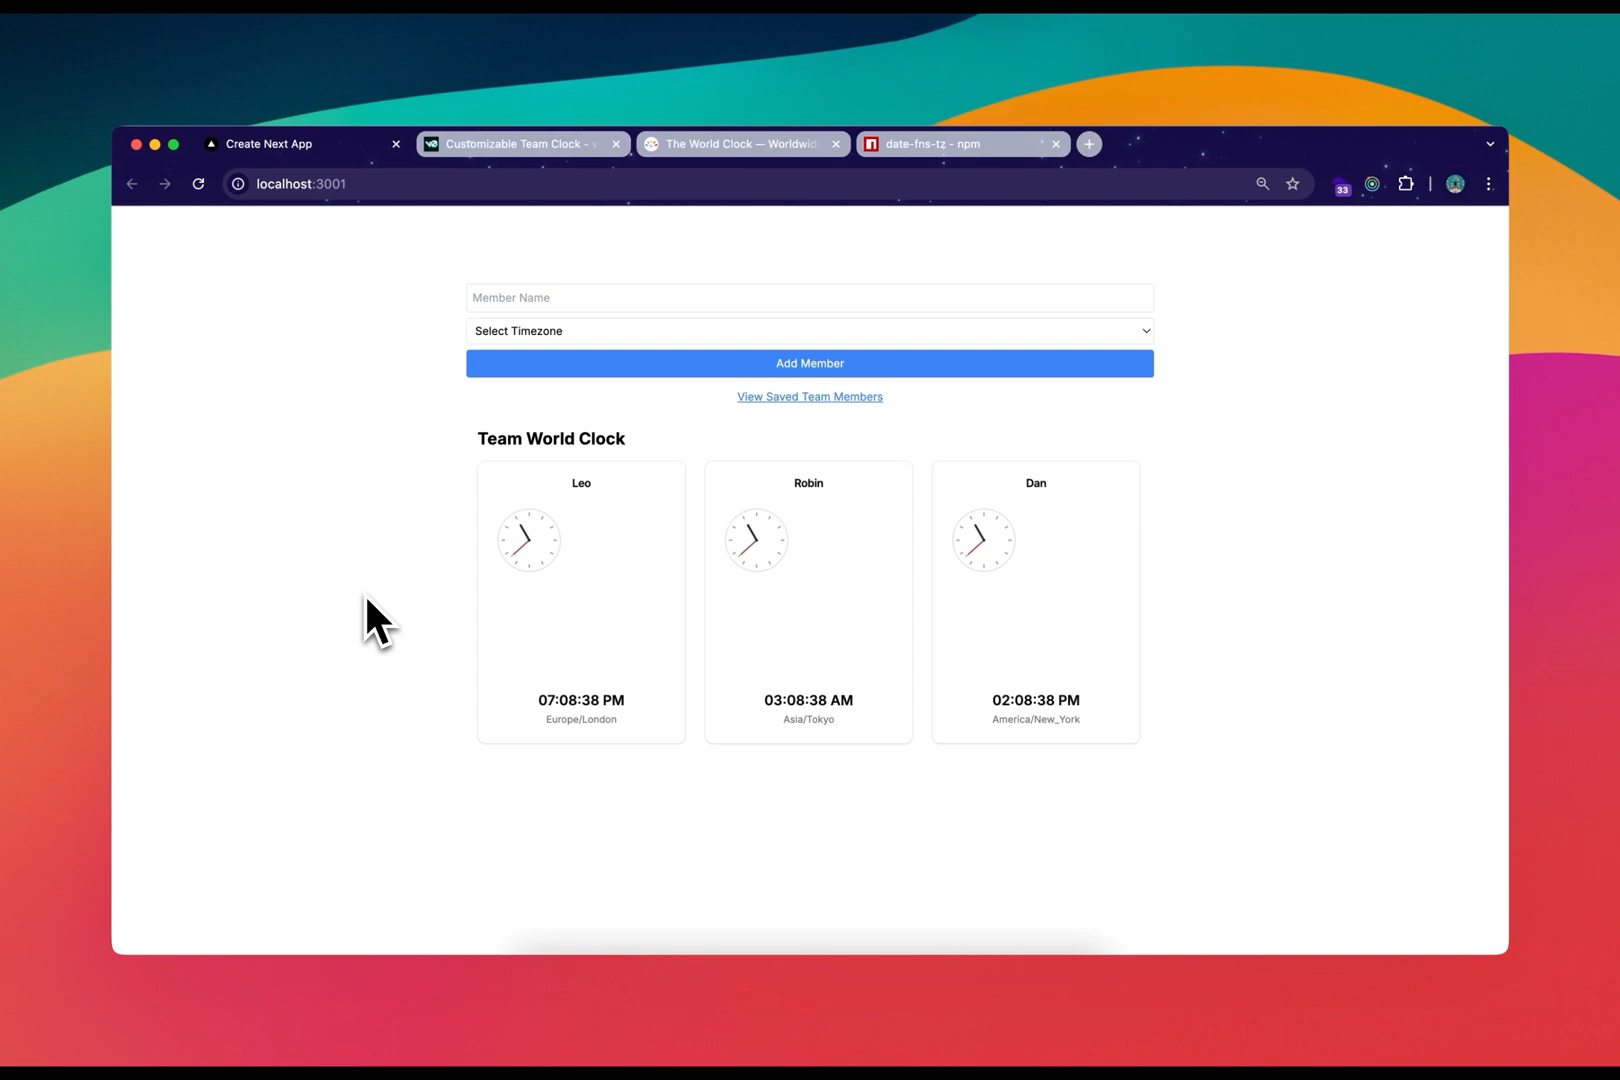 Create Next App
Customizable Team Clock - v
The World Clock — Worldwid
date-fns-tz - npm
localhost:3001
33
Member Name
Select Timezone
Add Member
View Saved Team Members
Team World Clock
Leo
Robin
Dan
07:08:38 PM
03:08:38 AM
02:08:38 PM
Europe/London
Asia/Tokyo
America/New_York